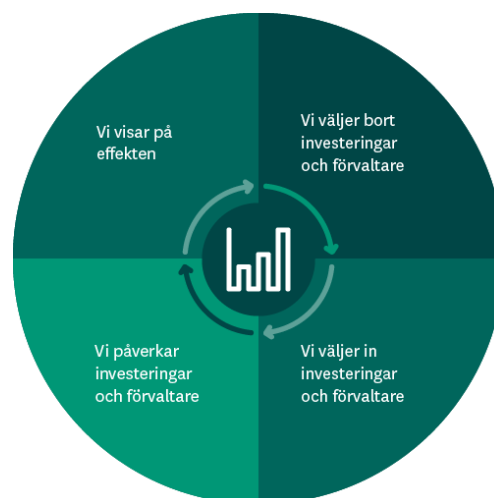 Vi visar på
effekten
Vi väljer bort
investeringar
och förvaltare
Vi påverkar
investeringar
och förvaltare
Vi väljer in
investeringar
och förvaltare